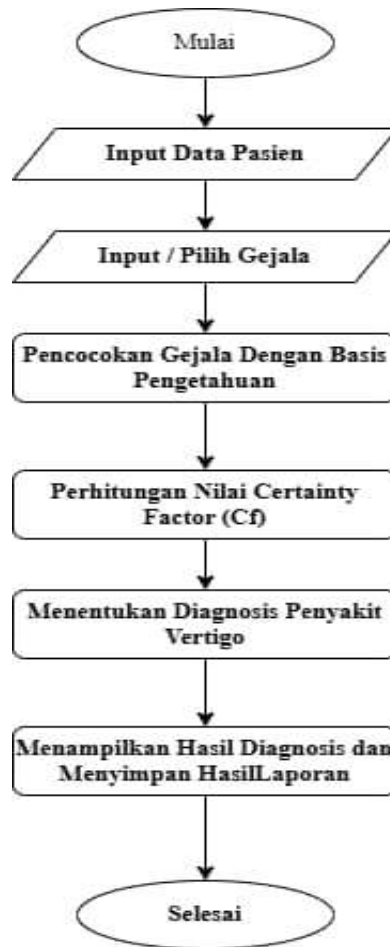 Mulai
Input Data Pasien
Input / Pilih Gejala
Pencocokan Gejala Dengan Basis
Pengetahuan
Perhitungan Nilai Certainty
Factor (Cf)
Menentukan Diagnosis Penyakit
Vertigo
Menampilkan Hasil Diagnosis dan
Menyimpan HasilLaporan
Selesai